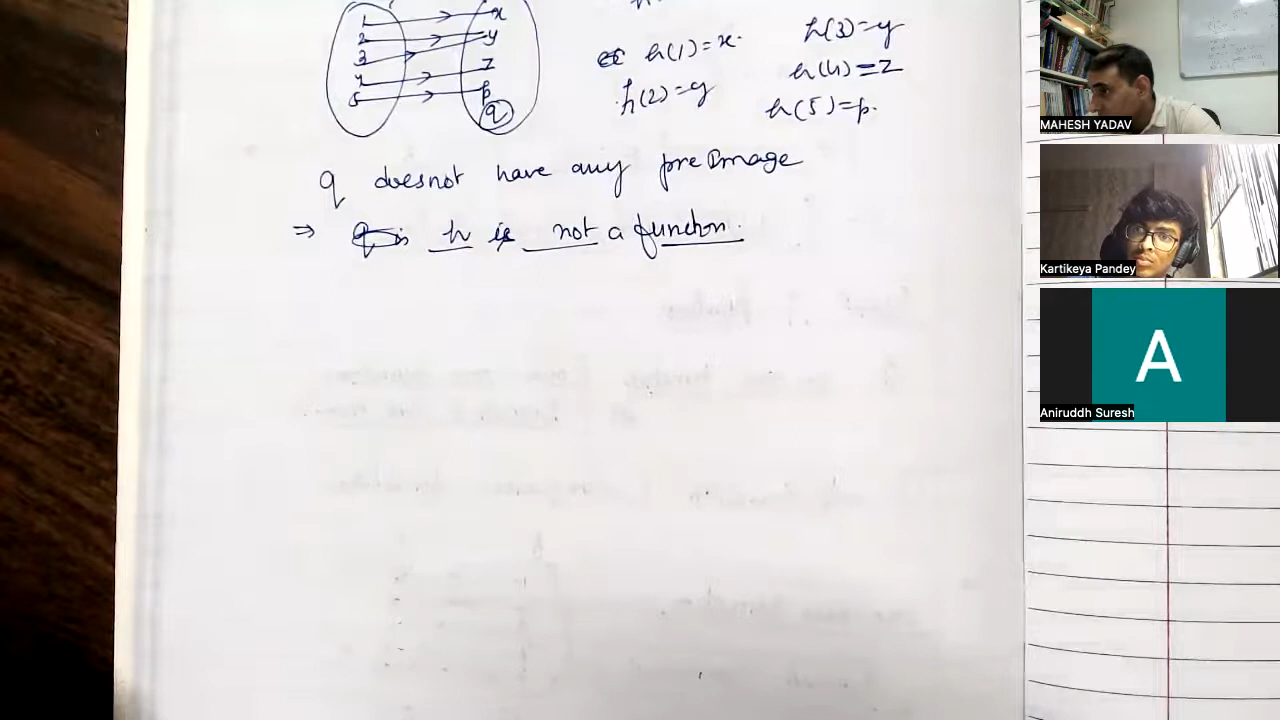 1
2
3
4
5
x
y
z
p
q
h(1)=x.
h(2)=y
h(3)=y
h(4)=z
h(5)=p.
q doesnot have any preimage
⇒ h is not a function.
MAHESH YADAV
Kartikeya Pandey
A
Aniruddh Suresh